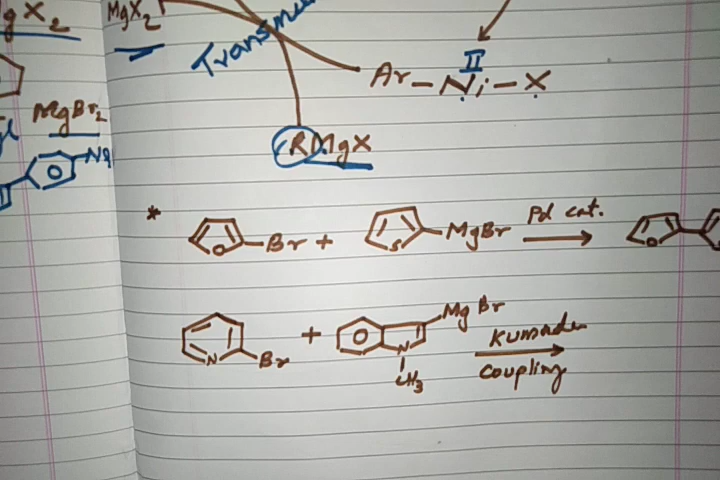 gX2
MgX2
Transm
II
Ar-Ni-X
MgBr2
RMgX
* O -Br + S -MgBr Pd cat. O
N Br + N CH3 MgBr Kumada coupling